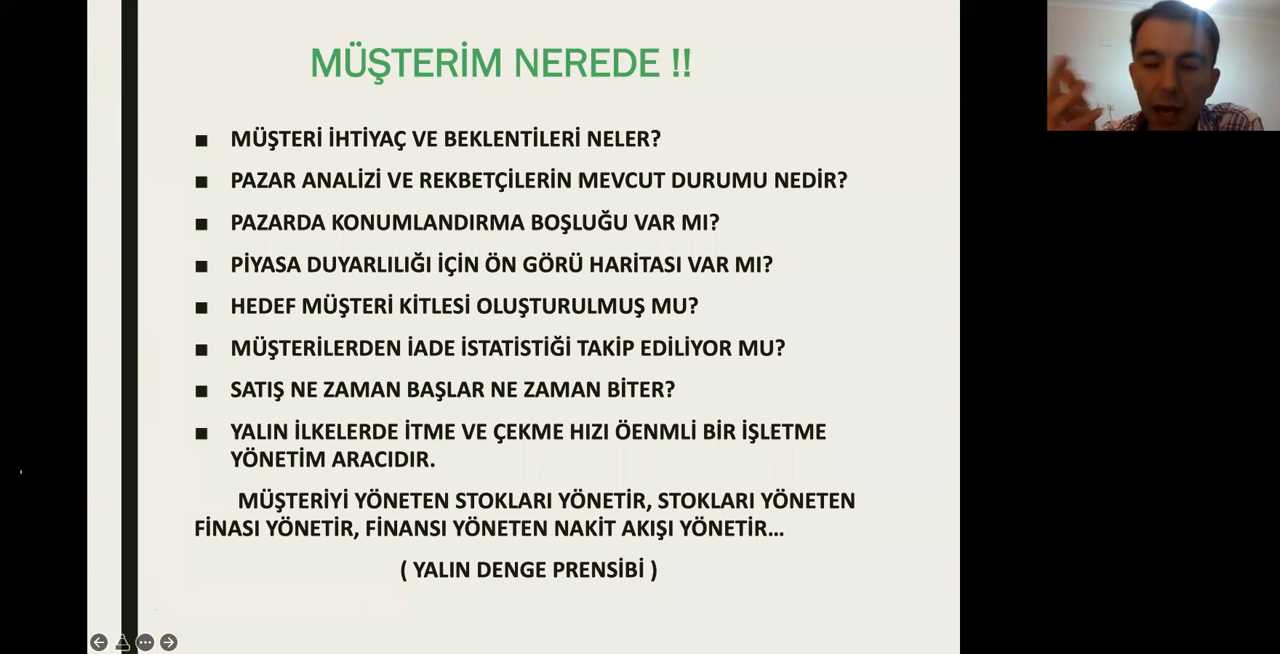 MÜŞTERİM NEREDE !!
MÜŞTERİ İHTİYAÇ VE BEKLENTİLERİ NELER?
PAZAR ANALİZİ VE REKBETÇİLERİN MEVCUT DURUMU NEDİR?
PAZARDA KONUMLANDIRMA BOŞLUĞU VAR MI?
PİYASA DUYARLILIĞI İÇİN ÖN GÖRÜ HARİTASI VAR MI?
HEDEF MÜŞTERİ KİTLESİ OLUŞTURULMUŞ MU?
MÜŞTERİLERDEN İADE İSTATİSTİĞİ TAKİP EDİLİYOR MU?
SATIŞ NE ZAMAN BAŞLAR NE ZAMAN BİTER?
YALIN İLKELERDE İTME VE ÇEKME HIZI ÖENMLİ BİR İŞLETME
YÖNETİM ARACIDIR.
MÜŞTERİYİ YÖNETEN STOKLARI YÖNETİR, STOKLARI YÖNETEN
FİNASI YÖNETİR, FİNANSI YÖNETEN NAKİT AKIŞI YÖNETİR...
( YALIN DENGE PRENSİBİ )